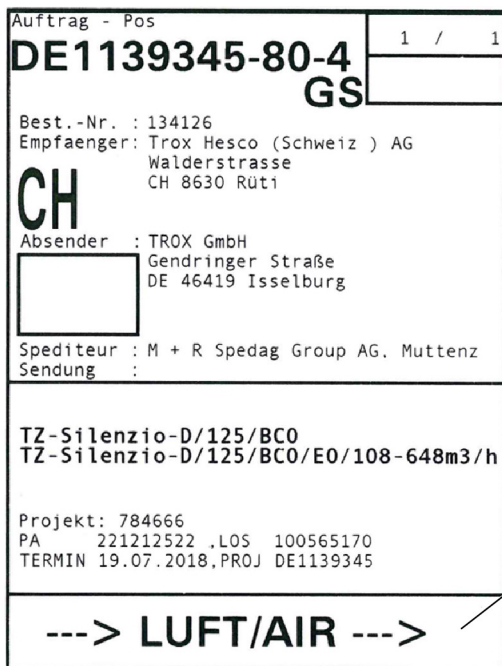 Auftrag - Pos
1 / 1
DE1139345-80-4
GS
Best.-Nr. : 134126
Empfaenger: Trox Hesco (Schweiz ) AG
Walderstrasse
CH 8630 Rüti
CH
Absender : TROX GmbH
Gendringer Straße
DE 46419 Isselburg
Spediteur : M + R Spedag Group AG, Muttenz
Sendung :
TZ-Silenzio-D/125/BC0
TZ-Silenzio-D/125/BC0/E0/108-648m3/h
Projekt: 784666
PA 221212522 ,LOS 100565170
TERMIN 19.07.2018,PROJ DE1139345
---> LUFT/AIR --->